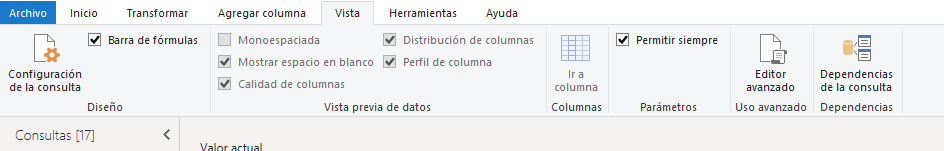 Archivo Inicio Transformar Agregar columna Vista Herramientas Ayuda
Configuración
de la consulta
Barra de fórmulas
Diseño
Monoespaciada
Mostrar espacio en blanco
Calidad de columnas
Distribución de columnas
Perfil de columna
Vista previa de datos
Ir a
columna
Columnas
Permitir siempre
Parámetros
Editor
avanzado
Uso avanzado
Dependencias
de la consulta
Dependencias
Consultas [17]
Valor actual